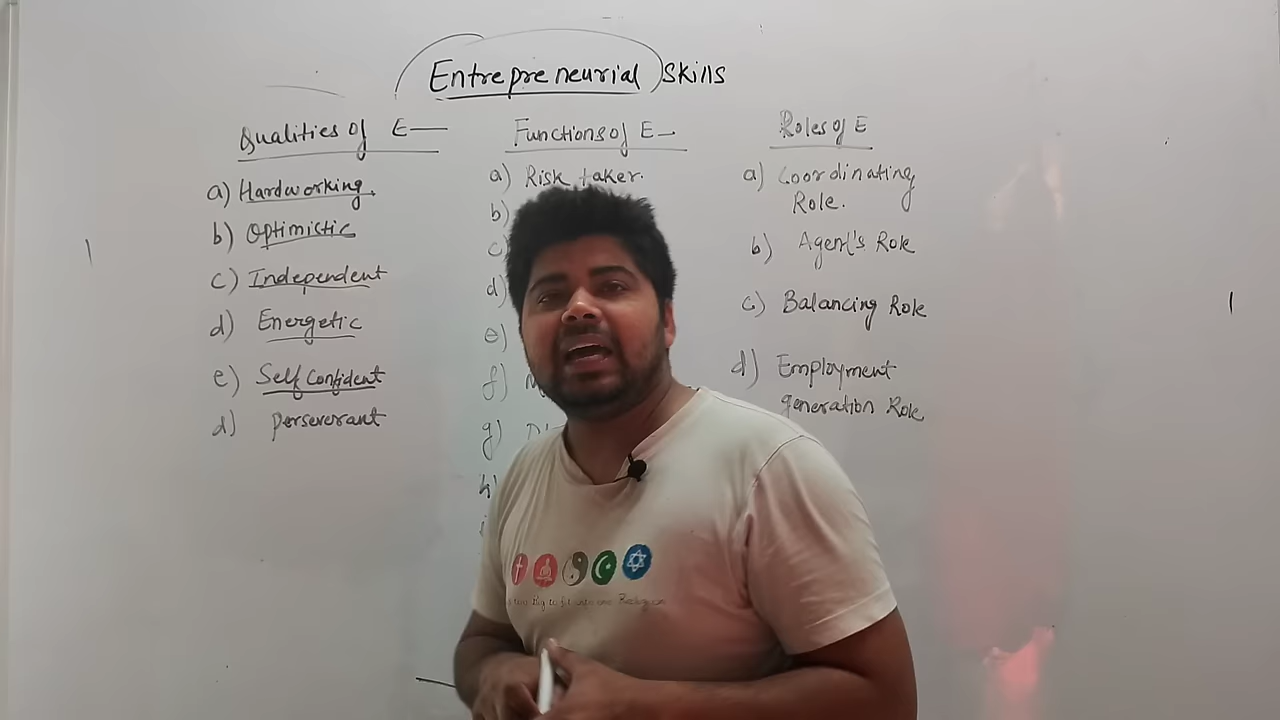 Entrepreneurial Skills
Qualities of E—
a) Hardworking.
b) Optimistic
c) Independent
d) Energetic
e) Self Confident
d) perseverant
Functions of E—
a) Risk taker.
b)
c)
d)
e)
f)
g)
h)
i
Roles of E
a) Coordinating
Role.
b) Agent's Role
c) Balancing Role
d) Employment
generation Role